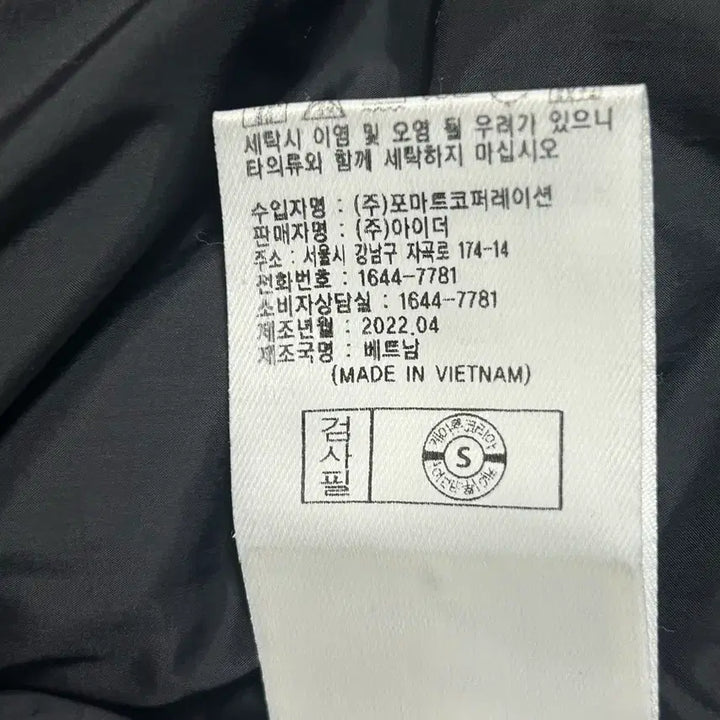 세탁시 이염 및 오염 될 우려가 있으니
타의류와 함께 세탁하지 마십시오
수입자명 : (주)포마트코퍼레이션
판매자명 : (주)아이더
주소 : 서울시 강남구 자곡로 174-14
전화번호 : 1644-7781
소비자상담실 : 1644-7781
제조년월 : 2022.04
제조국명 : 베트남
(MADE IN VIETNAM)
검사필
S